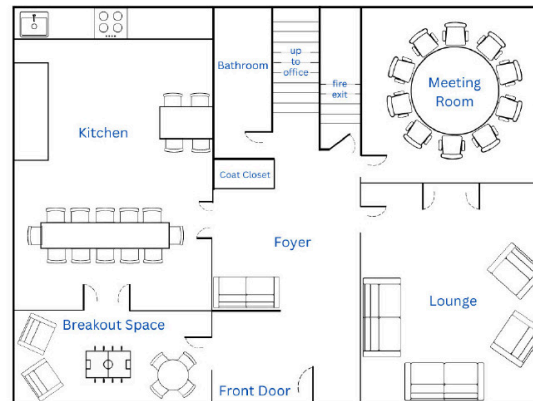 Bathroom
up
to
office
fire
exit
Meeting
Room
Kitchen
Coat Closet
Foyer
Lounge
Breakout Space
Front Door